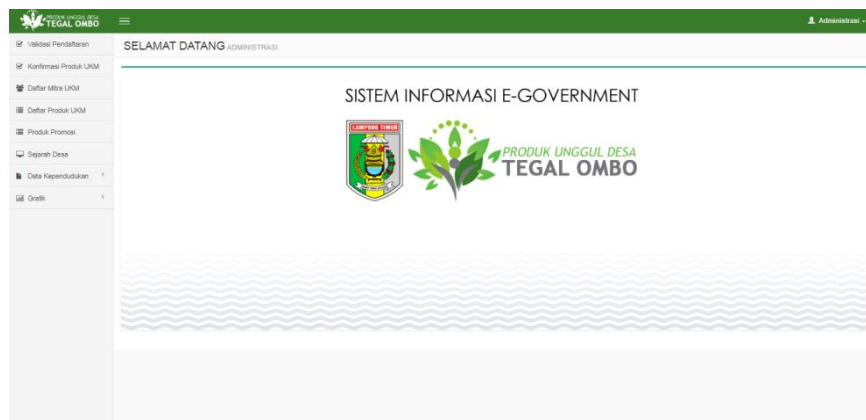 PRODUK UNGGUL DESA
TEGAL OMBO
Administrasi
Validasi Pendaftaran
Konfirmasi Produk UKM
Daftar Mitra UKM
Daftar Produk UKM
Produk Promosi
Sejarah Desa
Data Kependudukan
Grafik
SELAMAT DATANG ADMINISTRASI
SISTEM INFORMASI E-GOVERNMENT
LAMPUNG TIMUR
PRODUK UNGGUL DESA
TEGAL OMBO